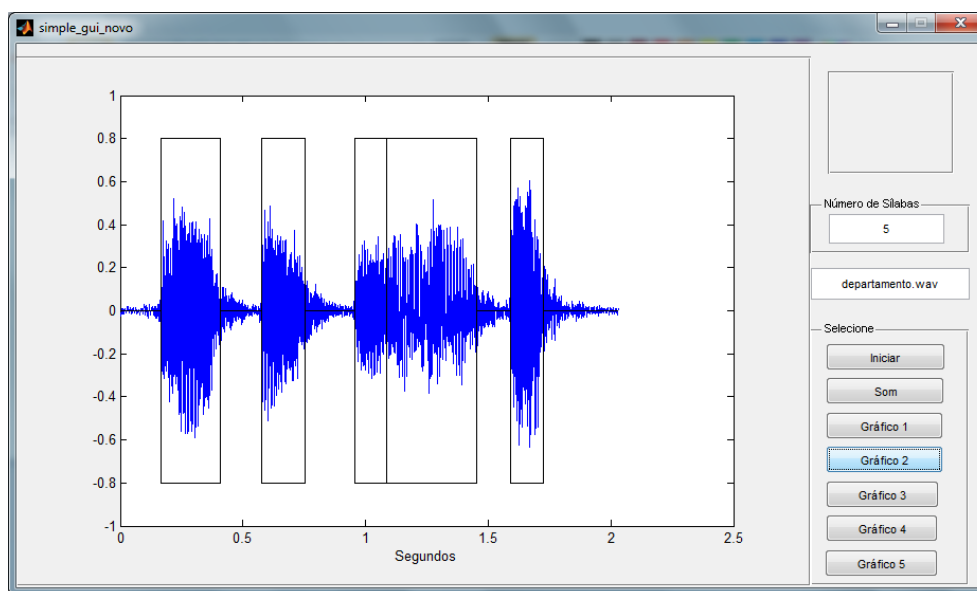 simple_gui_novo
1
0.8
0.6
0.4
0.2
0
-0.2
-0.4
-0.6
-0.8
-1
0 0.5 1 1.5 2 2.5
Segundos
Número de Sílabas
5
departamento.wav
Selecione
Iniciar
Som
Gráfico 1
Gráfico 2
Gráfico 3
Gráfico 4
Gráfico 5